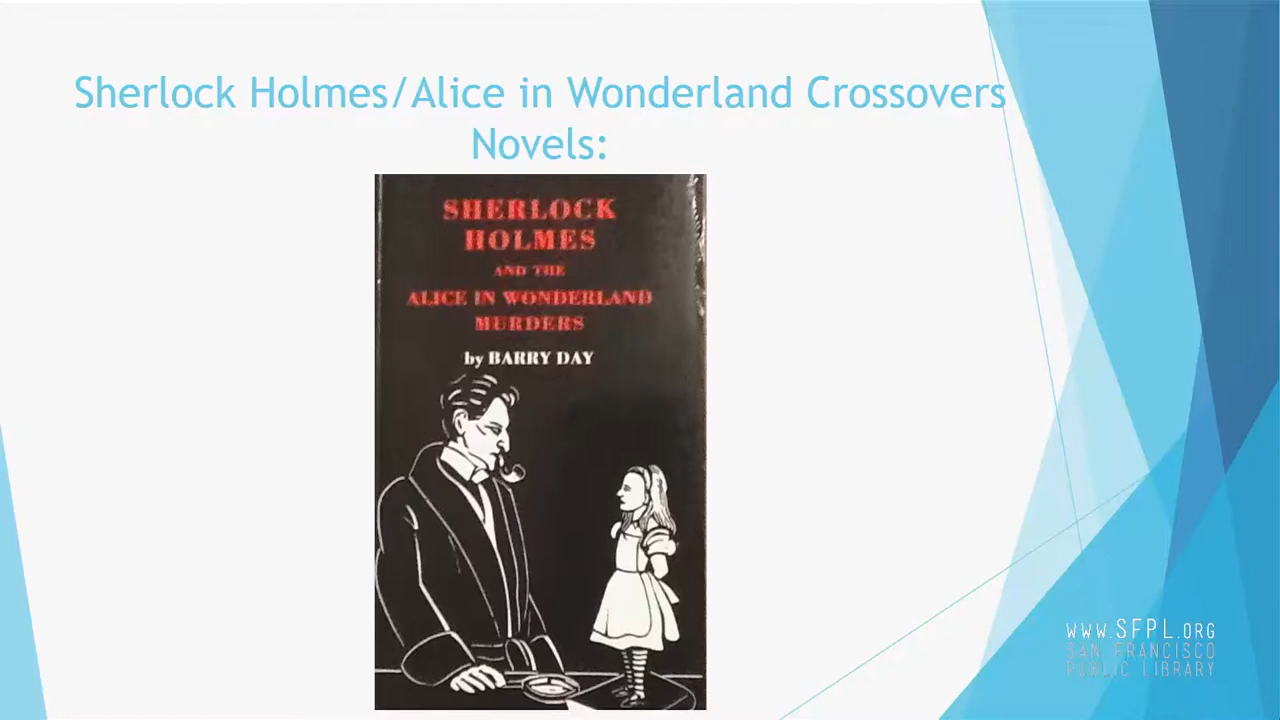 Sherlock Holmes/Alice in Wonderland Crossovers
Novels:
SHERLOCK
HOLMES
AND THE
ALICE IN WONDERLAND
MURDERS
by BARRY DAY
WWW.SFPL.ORG
SAN FRANCISCO
PUBLIC LIBRARY